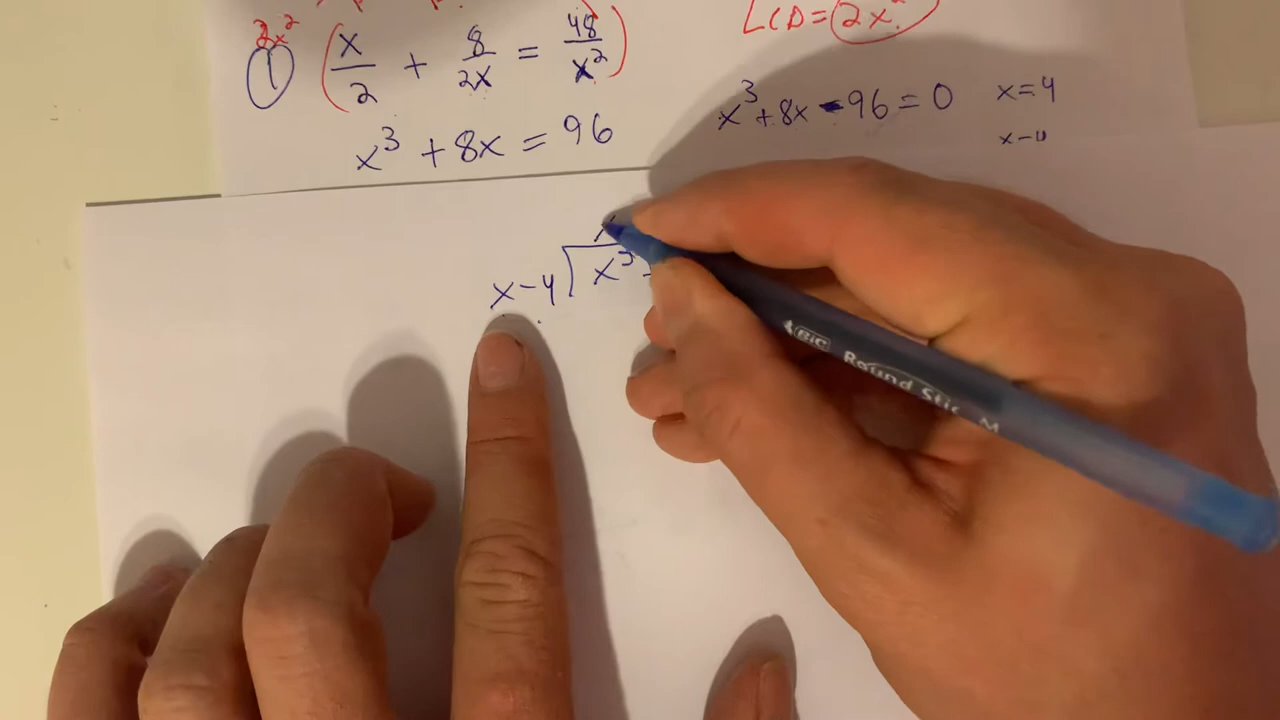 2x²
① ( x/2 + 8/2x = 48/x² )
LCD = 2x²
x³ + 8x = 96
x³ + 8x - 96 = 0
x = 4
x - 4 ) x³
BIC Round Stic M